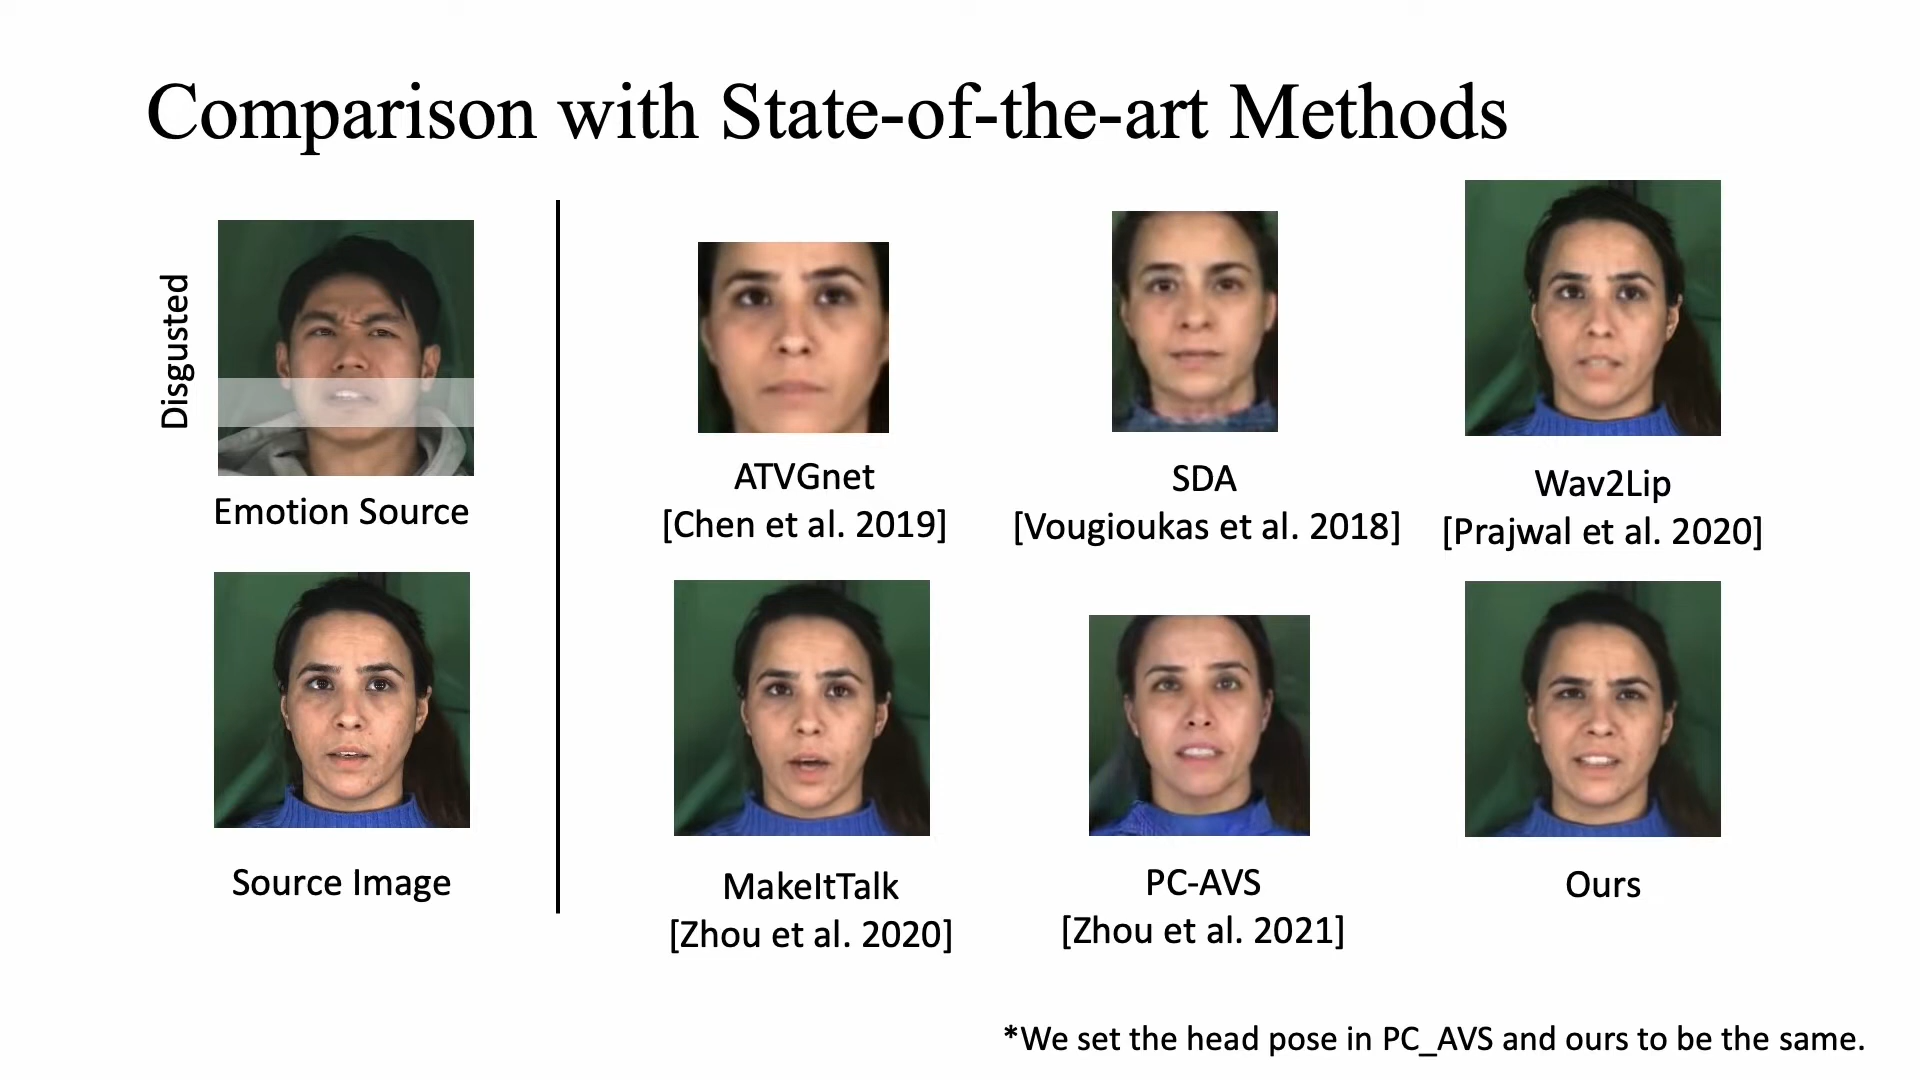 Comparison with State-of-the-art Methods
Disgusted
Emotion Source
Source Image
ATVGnet
[Chen et al. 2019]
SDA
[Vougioukas et al. 2018]
Wav2Lip
[Prajwal et al. 2020]
MakeItTalk
[Zhou et al. 2020]
PC-AVS
[Zhou et al. 2021]
Ours
*We set the head pose in PC_AVS and ours to be the same.